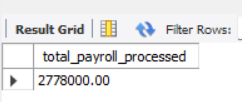 Result Grid Filter Rows:
total_payroll_processed
2778000.00